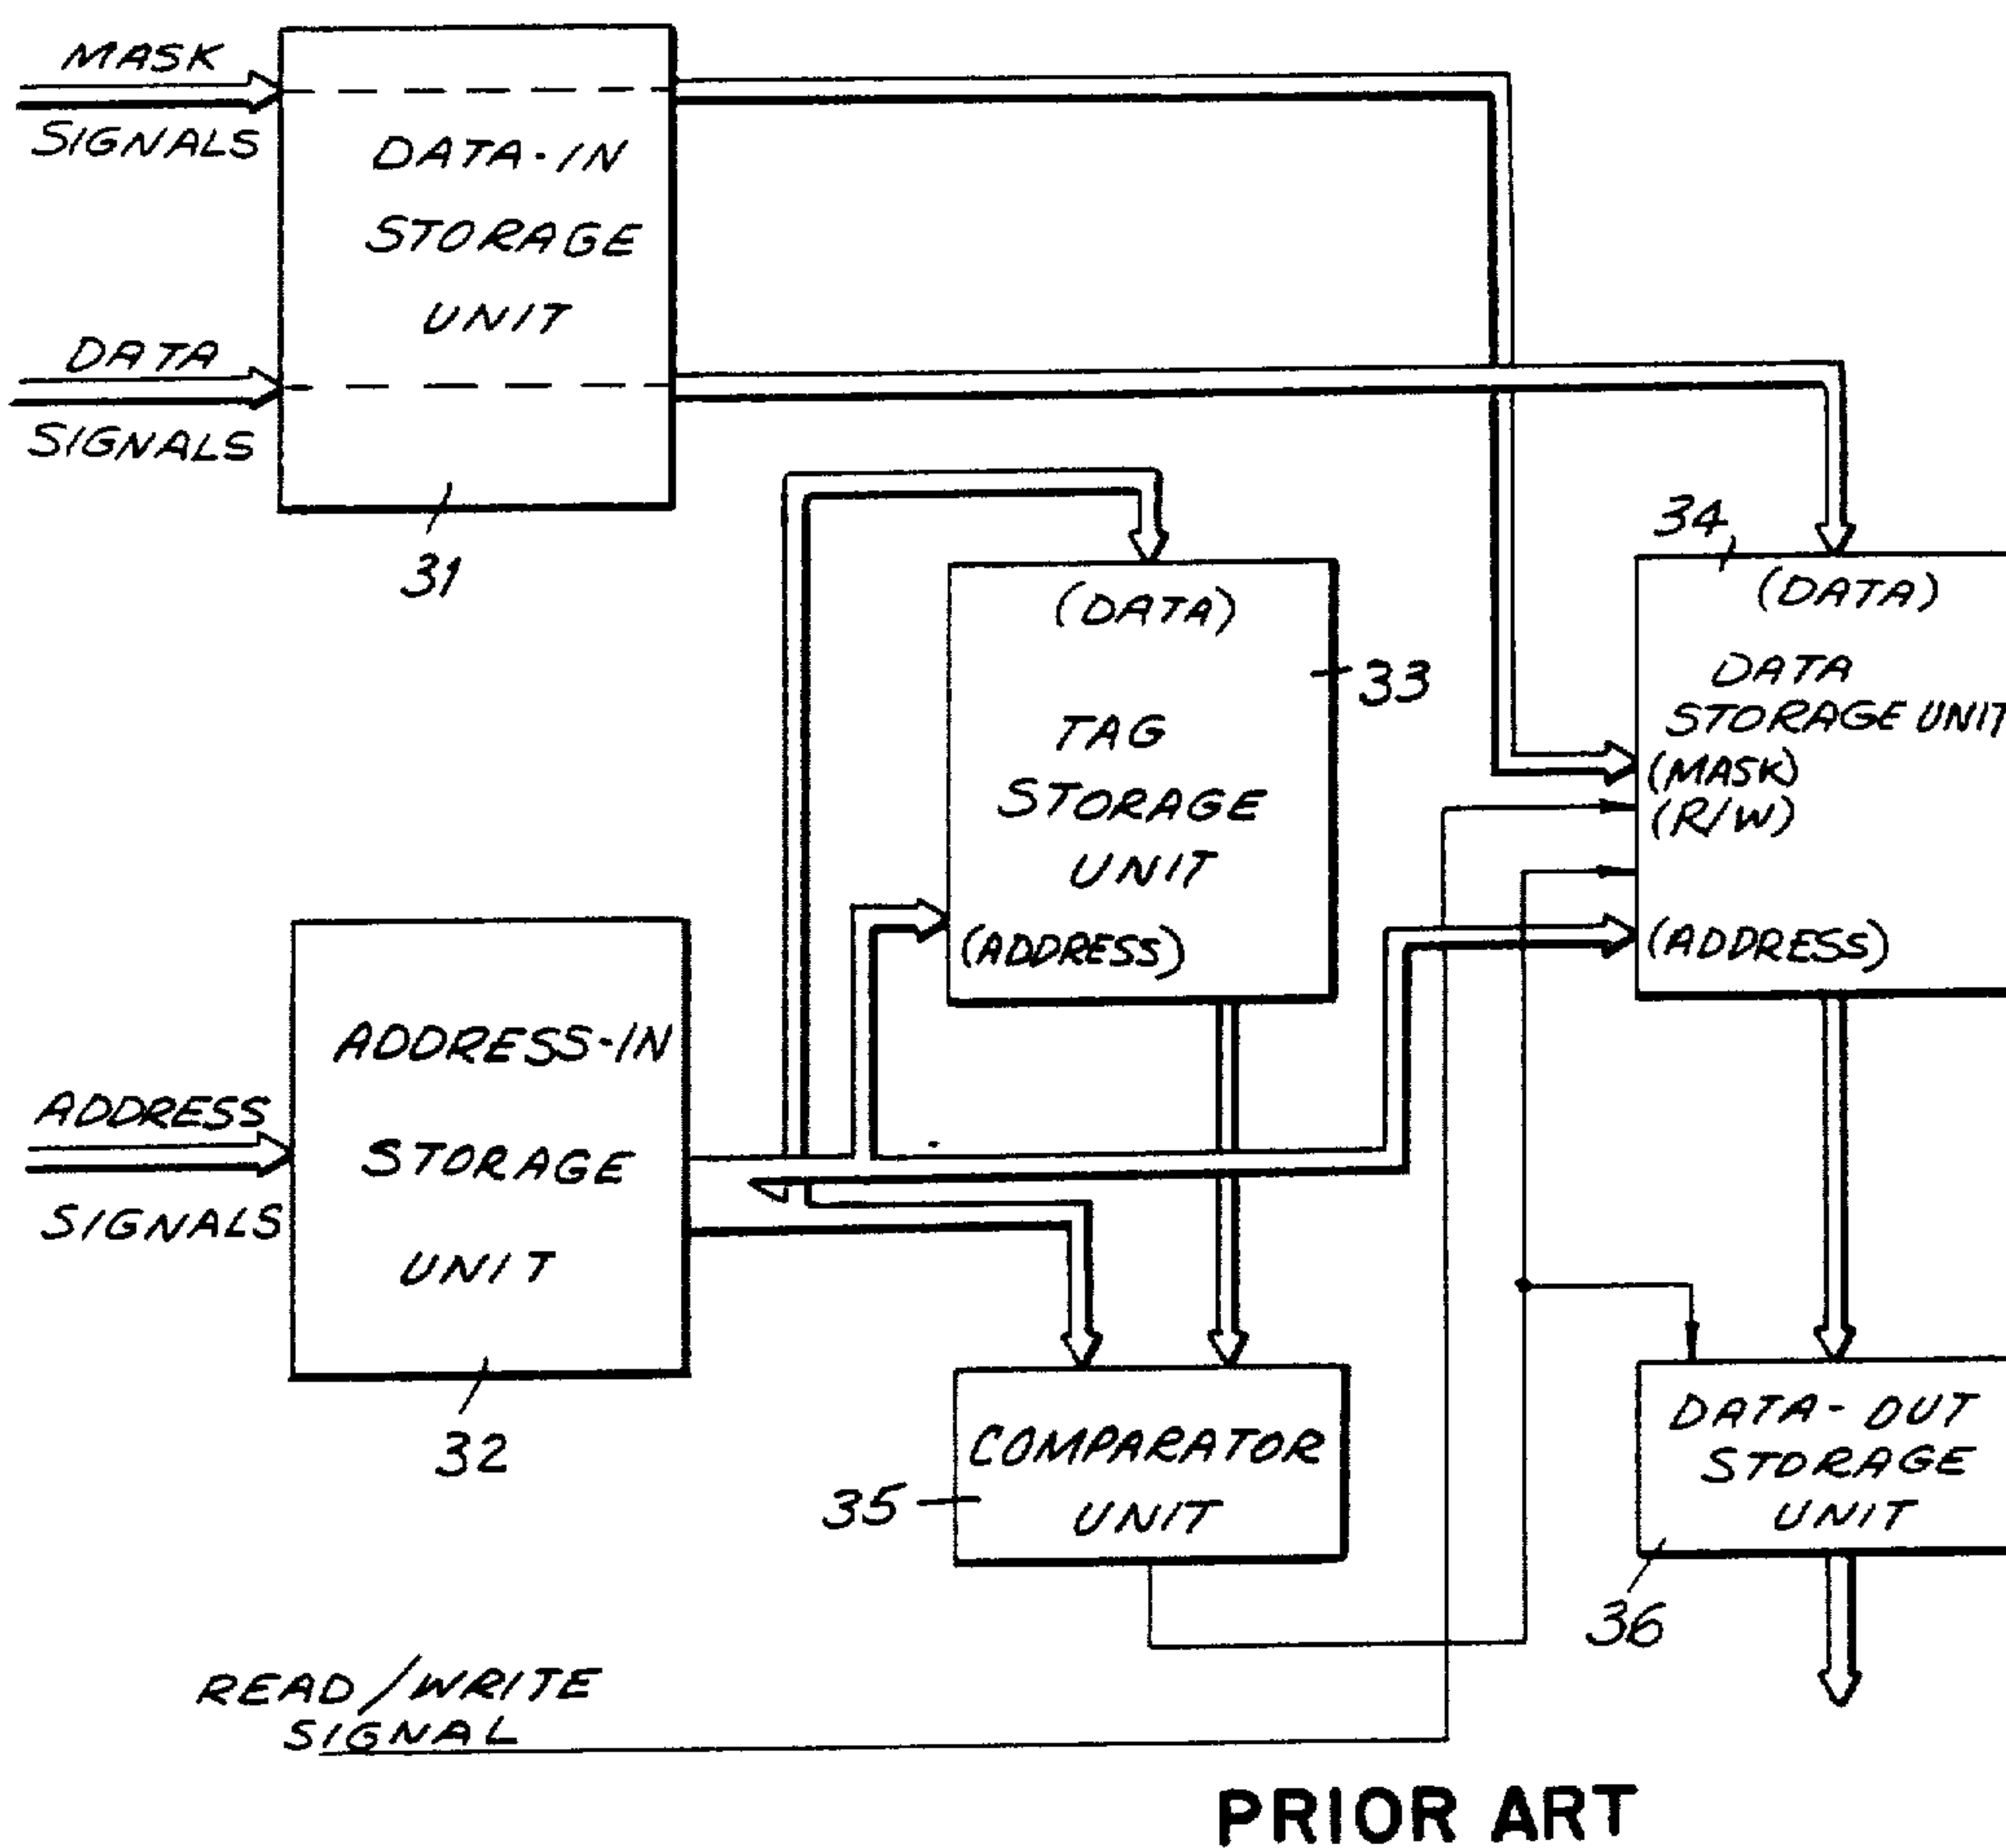 MASK
SIGNALS
DATA-IN
STORAGE
UNIT
DATA
SIGNALS
31
(DATA)
TAG
STORAGE
UNIT
(ADDRESS)
33
34
(DATA)
DATA
STORAGE UNIT
(MASK)
(R/W)
(ADDRESS)
ADDRESS
SIGNALS
ADDRESS-IN
STORAGE
UNIT
32
COMPARATOR
UNIT
35
DATA-OUT
STORAGE
UNIT
36
READ/WRITE
SIGNAL
PRIOR ART